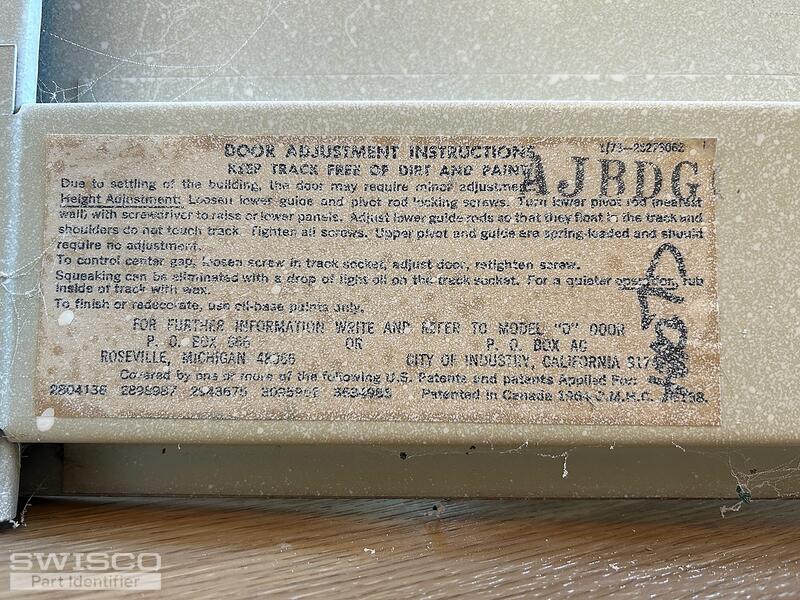 DOOR ADJUSTMENT INSTRUCTIONS
1/73-
KEEP TRACK FREE OF DIRT AND PAINT
AJBDG
Due to settling of the building, the door may require minor adjustme
Height Adjustment: Loosen lower guide and pivot rod locking screws. Turn lower pivot rod (nearest
wall) with screwdriver to raise or lower panels. Adjust lower guide rods so that they float in the track and
shoulders do not touch track. Tighten all screws. Upper pivot and guide are spring-loaded and should
require no adjustment.
To control center gap. Loosen screw in track socket, adjust door, retighten screw.
Squeaking can be eliminated with a drop of light oil on the track socket. For a quieter operation, rub
inside of track with wax.
To finish or redecorate, use oil-base paints only.
FOR FURTHER INFORMATION WRITE AND REFER TO MODEL "D" DOOR
P. O. BOX OR P. O. BOX AC
ROSEVILLE, MICHIGAN 48066 CITY OF INDUSTRY, CALIFORNIA
Covered by one or more of the following U.S. Patents and patents Applied For:
2804136 Patented in Canada
SWISCO
Part Identifier